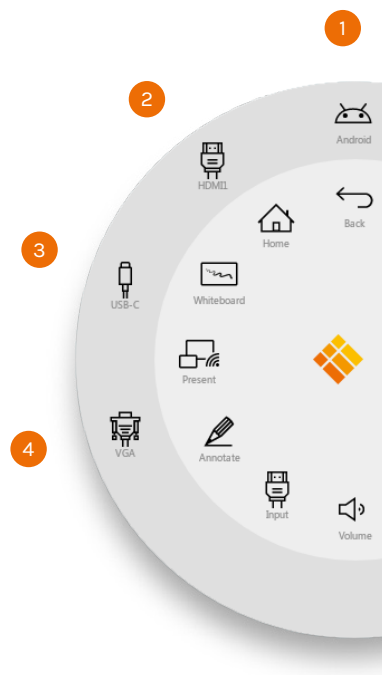 1
2
Android
HDMI1
Back
Home
3
Whiteboard
USB-C
Present
4
VGA
Annotate
Input
Volume